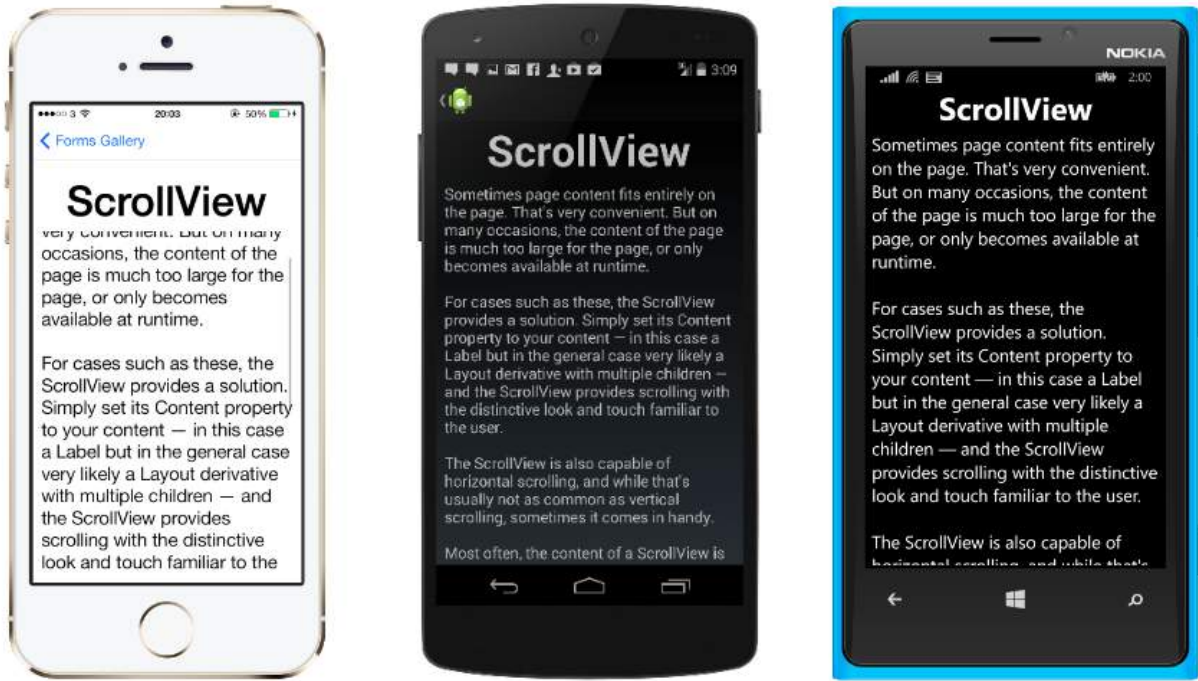 3
20:03
50%
Forms Gallery
ScrollView
very convenient. But on many
occasions, the content of the
page is much too large for the
page, or only becomes
available at runtime.
For cases such as these, the
ScrollView provides a solution.
Simply set its Content property
to your content — in this case
a Label but in the general case
very likely a Layout derivative
with multiple children — and
the ScrollView provides
scrolling with the distinctive
look and touch familiar to the
3:09
ScrollView
Sometimes page content fits entirely on
the page. That's very convenient. But on
many occasions, the content of the page
is much too large for the page, or only
becomes available at runtime.
For cases such as these, the ScrollView
provides a solution. Simply set its Content
property to your content — in this case a
Label but in the general case very likely a
Layout derivative with multiple children —
and the ScrollView provides scrolling with
the distinctive look and touch familiar to
the user.
The ScrollView is also capable of
horizontal scrolling, and while that's
usually not as common as vertical
scrolling, sometimes it comes in handy.
Most often, the content of a ScrollView is
NOKIA
2:00
ScrollView
Sometimes page content fits entirely
on the page. That's very convenient.
But on many occasions, the content
of the page is much too large for the
page, or only becomes available at
runtime.
For cases such as these, the
ScrollView provides a solution.
Simply set its Content property to
your content — in this case a Label
but in the general case very likely a
Layout derivative with multiple
children — and the ScrollView
provides scrolling with the distinctive
look and touch familiar to the user.
The ScrollView is also capable of
horizontal scrolling, and while that's